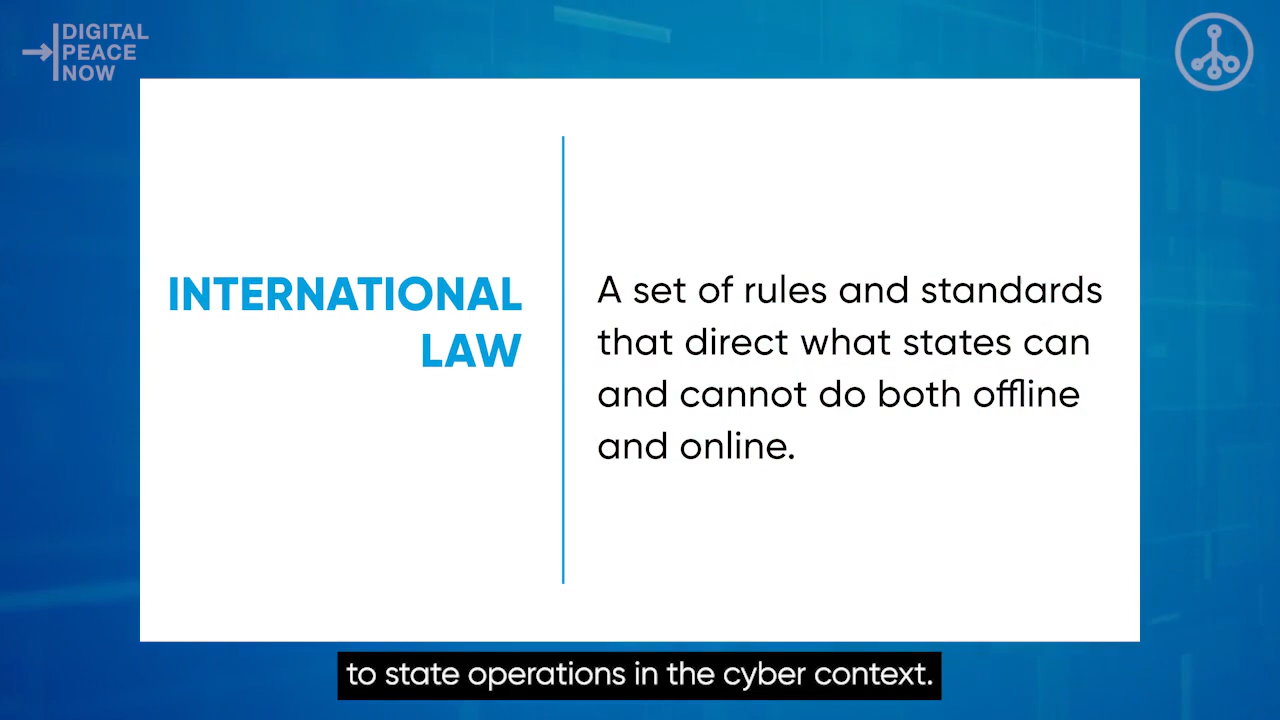 DIGITAL
PEACE
NOW
INTERNATIONAL
LAW
A set of rules and standards
that direct what states can
and cannot do both offline
and online.
to state operations in the cyber context.